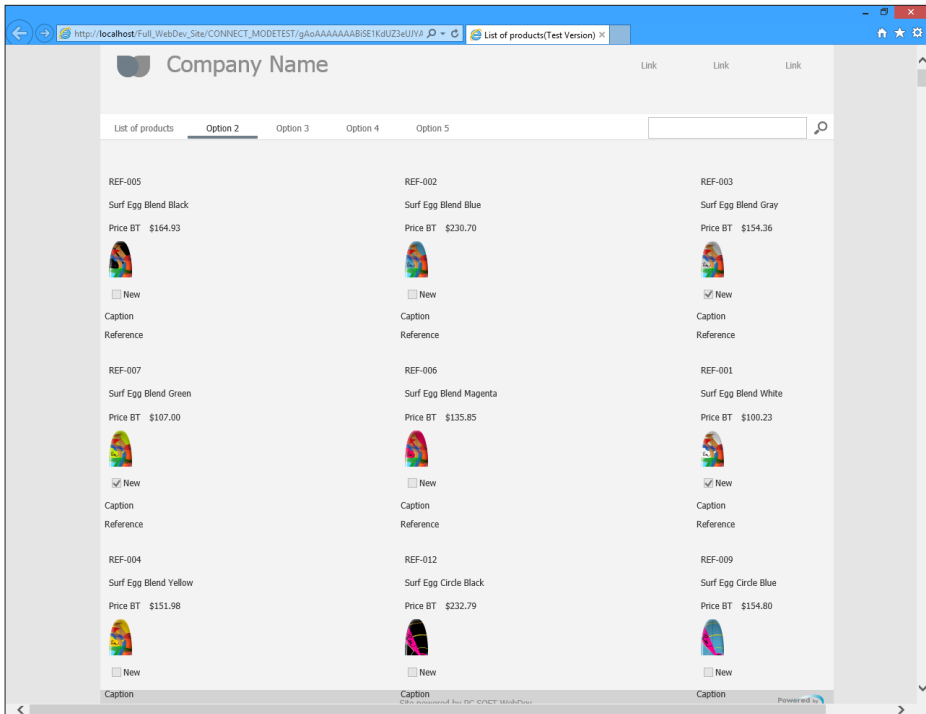 http://localhost/Full_WebDev_Site/CONNECT_MODETEST/
List of products(Test Version)
Company Name
Link Link Link
List of products Option 2 Option 3 Option 4 Option 5
REF-005 REF-002 REF-003
Surf Egg Blend Black Surf Egg Blend Blue Surf Egg Blend Gray
Price BT $164.93 Price BT $230.70 Price BT $154.36
New New New
Caption Caption Caption
Reference Reference Reference
REF-007 REF-006 REF-001
Surf Egg Blend Green Surf Egg Blend Magenta Surf Egg Blend White
Price BT $107.00 Price BT $135.85 Price BT $100.23
New New New
Caption Caption Caption
Reference Reference Reference
REF-004 REF-012 REF-009
Surf Egg Blend Yellow Surf Egg Circle Black Surf Egg Circle Blue
Price BT $151.98 Price BT $232.79 Price BT $154.80
New New New
Caption Caption Caption
Site powered by PC SOFT WebDev
Powered by